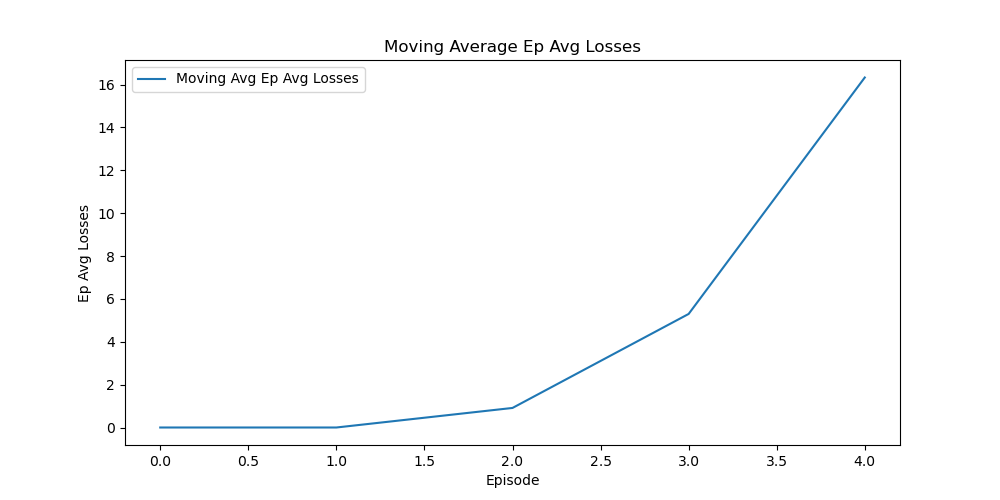 Moving Average Ep Avg Losses
Moving Avg Ep Avg Losses
Ep Avg Losses
16
14
12
10
8
6
4
2
0
0.0 0.5 1.0 1.5 2.0 2.5 3.0 3.5 4.0
Episode